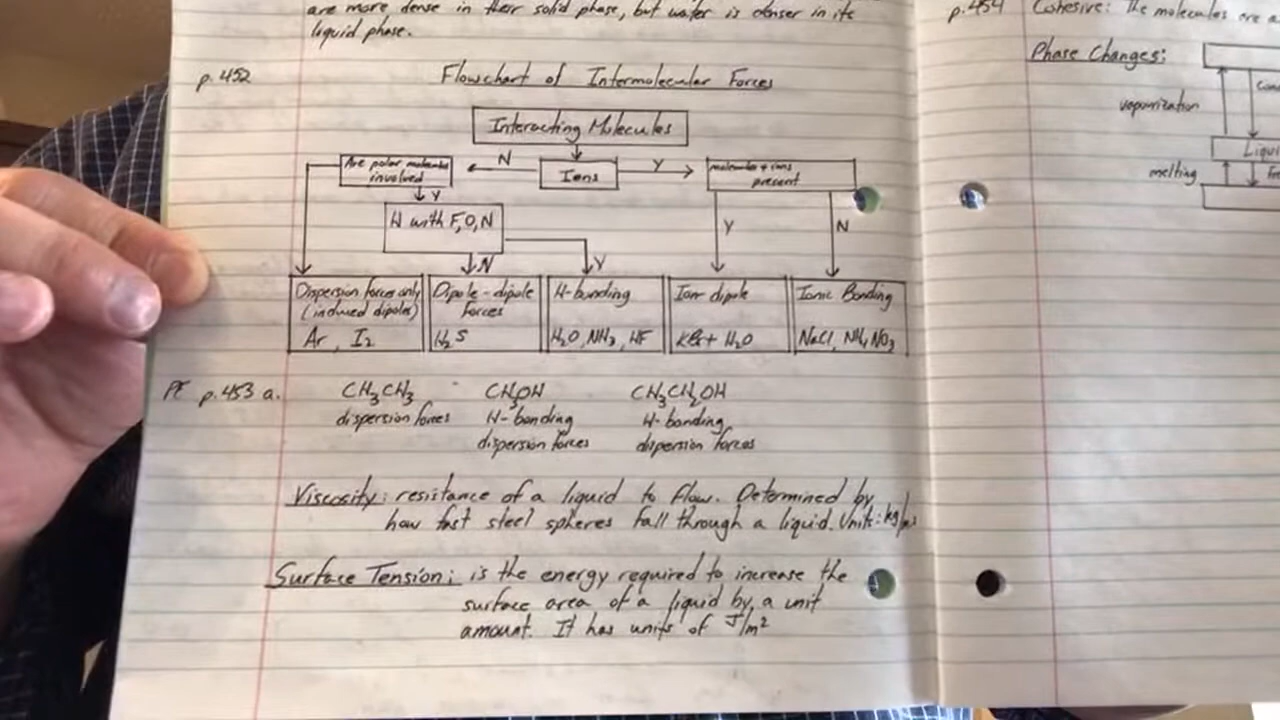 are more dense in their solid phase, but water is denser in its
liquid phase.
p. 452 Flowchart of Intermolecular Forces
Interacting Molecules
Are polar molecules
involved
N
Ions
Y
molecules + ions
present
Y
H with F, O, N
N
Y
Y
N
Dispersion forces only
(induced dipoles)
Ar, I2
Dipole-dipole
Forces
H2S
H-bonding
H2O, NH3, HF
Ion-dipole
KBr + H2O
Ionic Bonding
NaCl, NH4NO3
PE p. 453 a.
CH3CH3
dispersion forces
CH3OH
H-bonding
dispersion forces
CH3CH2OH
H-bonding
dispersion forces
Viscosity: resistance of a liquid to flow. Determined by
how fast steel spheres fall through a liquid. Units: kg/ms
Surface Tension: is the energy required to increase the
surface area of a liquid by a unit
amount. It has units of J/m2
p. 454 Cohesive: The molecules are
Phase Changes:
vaporization
melting